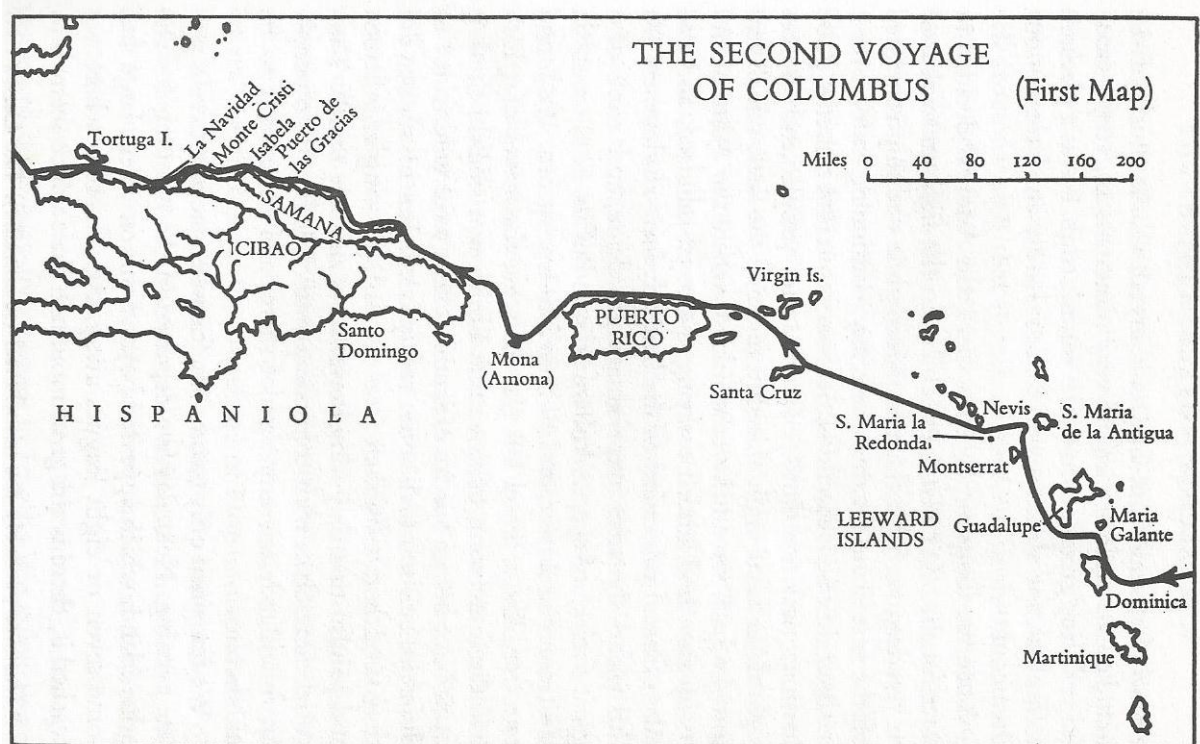 THE SECOND VOYAGE
OF COLUMBUS (First Map)
Miles 0 40 80 120 160 200
Tortuga I.
La Navidad
Monte Cristi
Isabela
Puerto de
las Gracias
SAMANA
CIBAO
Santo
Domingo
HISPANIOLA
Mona
(Amona)
PUERTO
RICO
Virgin Is.
Santa Cruz
S. Maria la
Redonda
Nevis
S. Maria
de la Antigua
Montserrat
LEEWARD
ISLANDS
Guadalupe
Maria
Galante
Dominica
Martinique